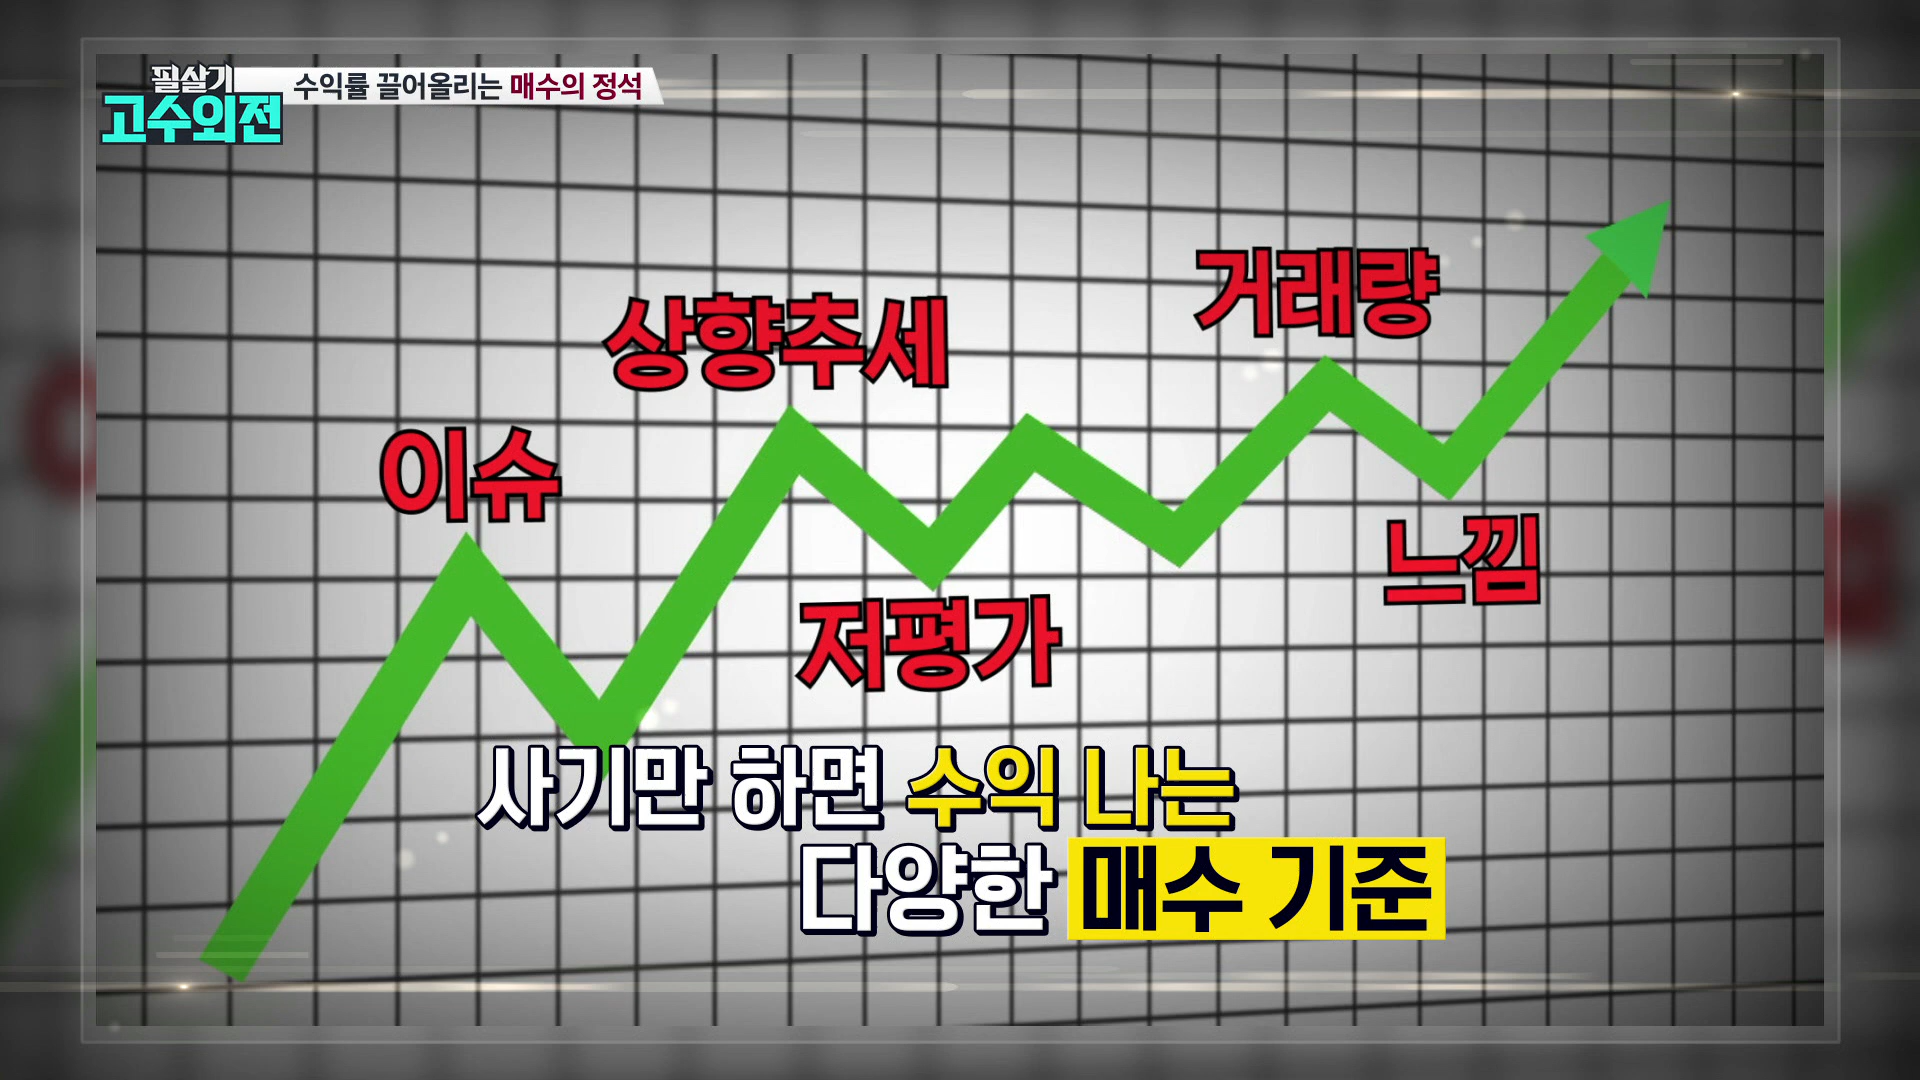 필살기
고수외전
수익률 끌어올리는 매수의 정석
거래량
상향추세
이슈
느낌
저평가
사기만 하면 수익 나는
다양한 매수 기준